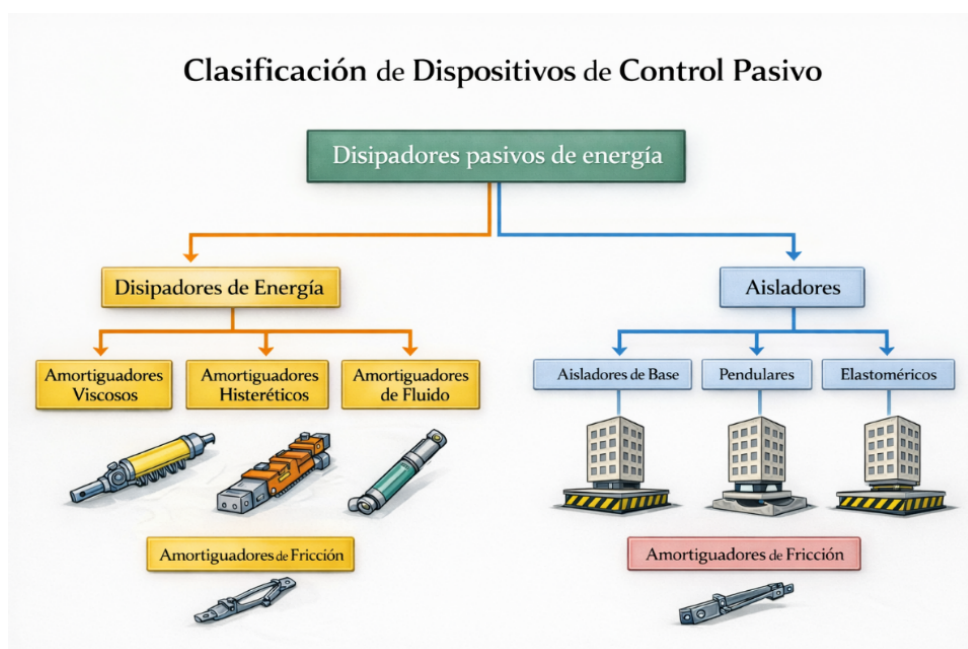 Clasificación de Dispositivos de Control Pasivo
Disipadores pasivos de energía
Disipadores de Energía
Aisladores
Amortiguadores
Viscosos
Amortiguadores
Histeréticos
Amortiguadores
de Fluido
Aisladores de Base
Pendulares
Elastoméricos
Amortiguadores de Fricción
Amortiguadores de Fricción